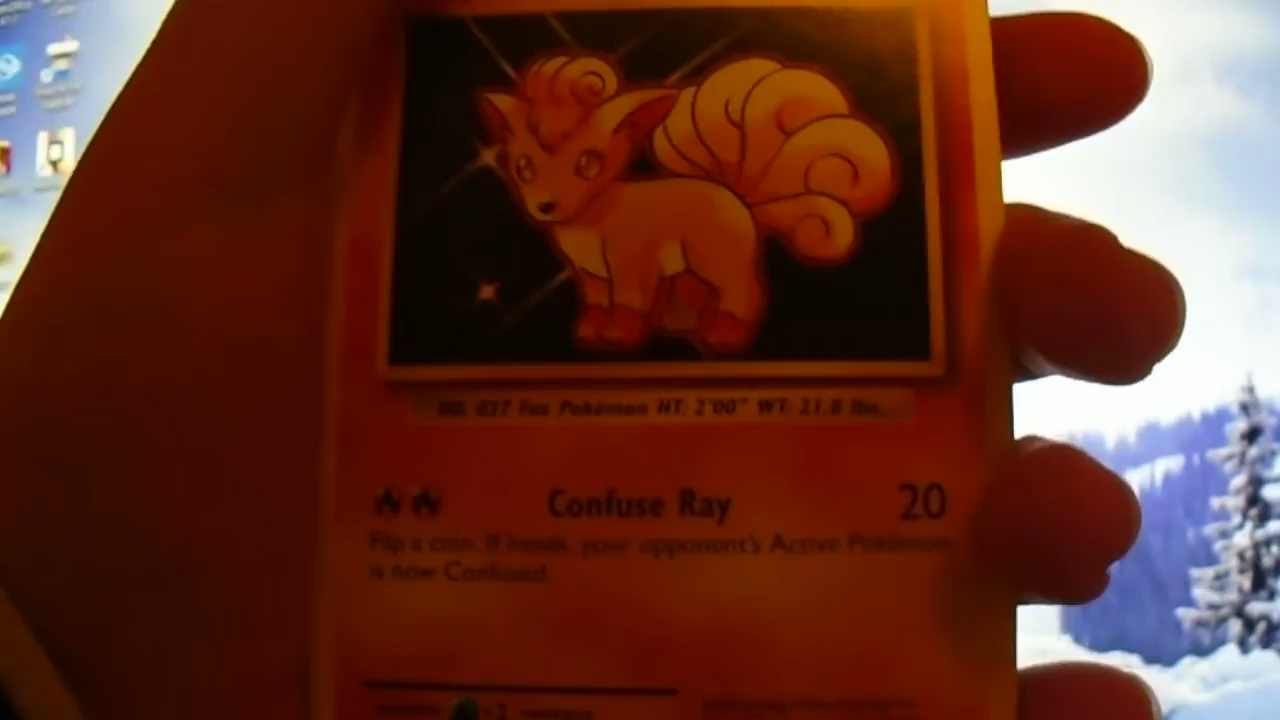 NO. 037 Fox Pokémon HT: 2'00" WT: 21.8 lbs.
Confuse Ray 20
Flip a coin. If heads, your opponent's Active Pokémon
is now Confused.
×2